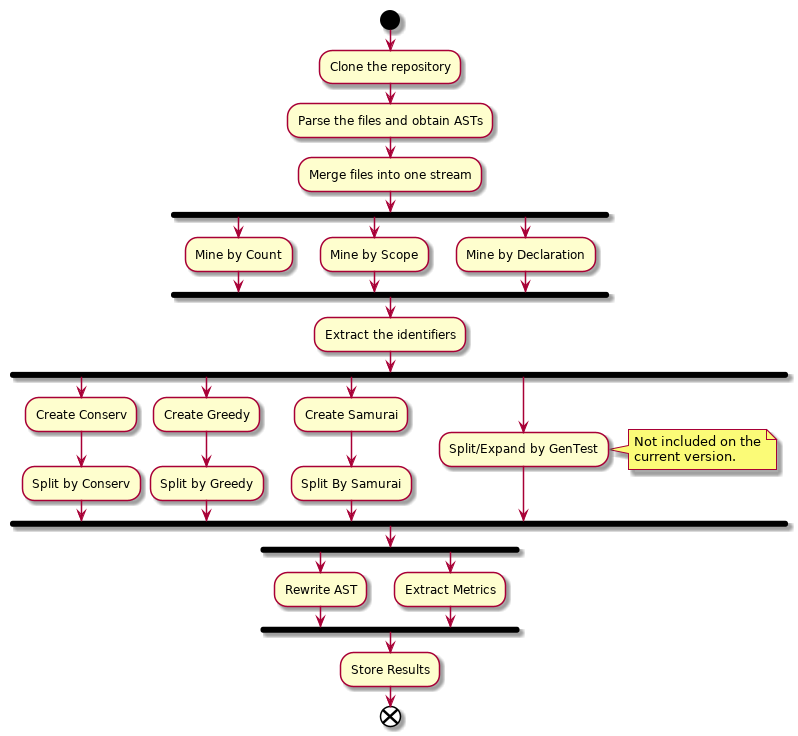 Clone the repository
Parse the files and obtain ASTs
Merge files into one stream
Mine by Count
Mine by Scope
Mine by Declaration
Extract the identifiers
Create Conserv
Create Greedy
Create Samurai
Split/Expand by GenTest
Not included on the
current version.
Split by Conserv
Split by Greedy
Split By Samurai
Rewrite AST
Extract Metrics
Store Results